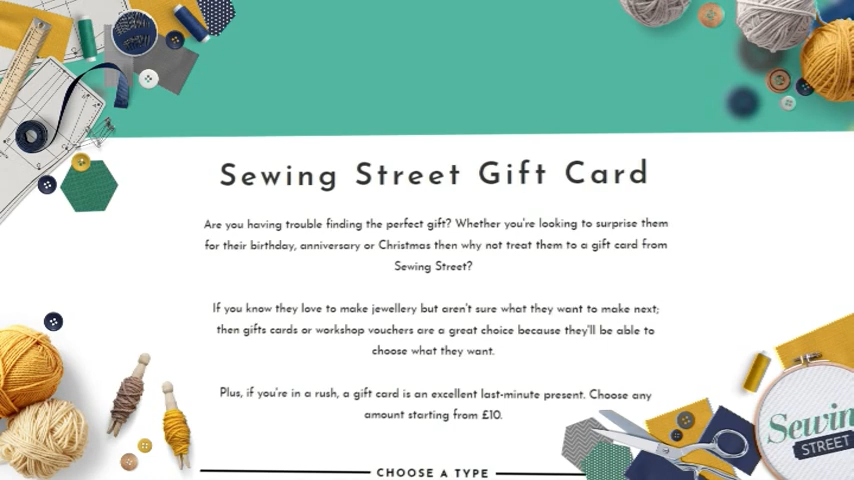 Sewing Street Gift Card
Are you having trouble finding the perfect gift? Whether you're looking to surprise them
for their birthday, anniversary or Christmas then why not treat them to a gift card from
Sewing Street?
If you know they love to make jewellery but aren't sure what they want to make next;
then gifts cards or workshop vouchers are a great choice because they'll be able to
choose what they want.
Plus, if you're in a rush, a gift card is an excellent last-minute present. Choose any
amount starting from £10.
CHOOSE A TYPE
STREET